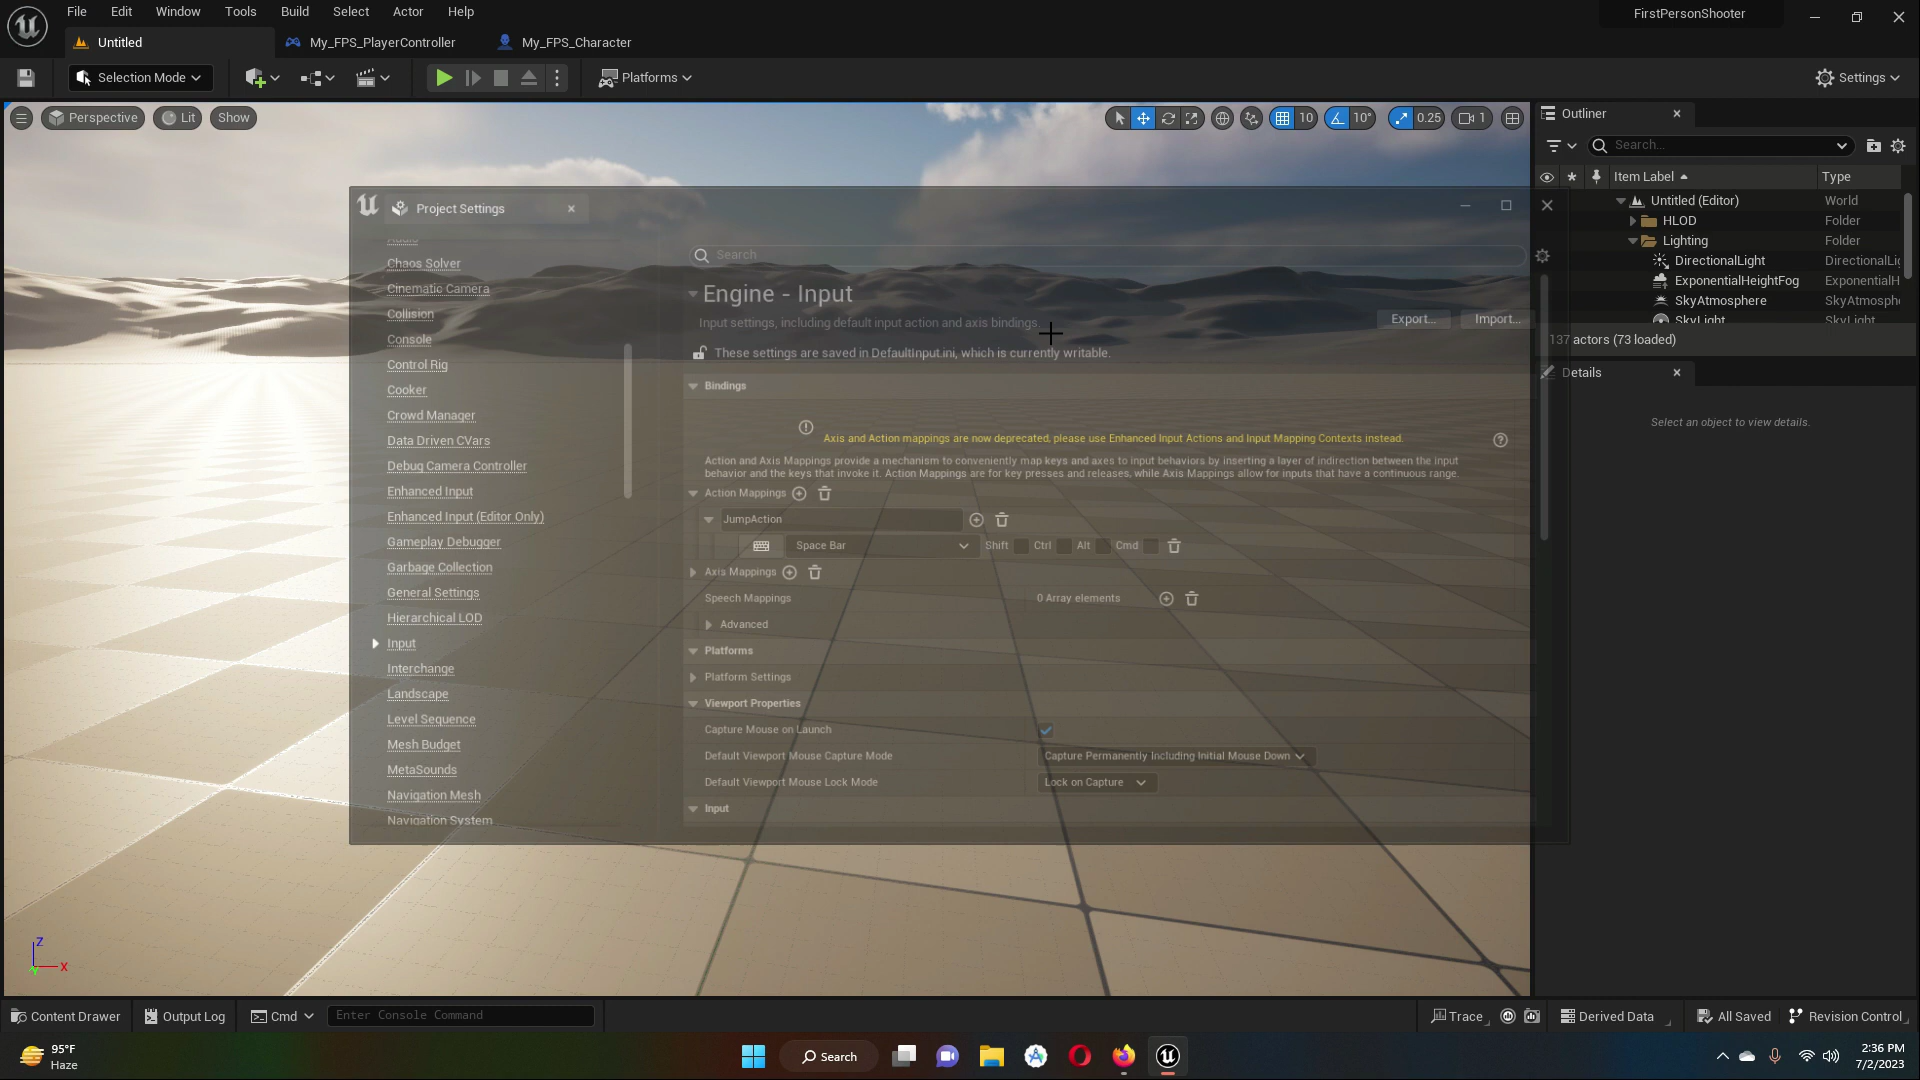 File Edit Window Tools Build Select Actor Help
FirstPersonShooter
Untitled
My_FPS_PlayerController
My_FPS_Character
Selection Mode
Platforms
Settings
Perspective
Lit
Show
10
10°
0.25
1
Outliner
Search...
Item Label
Type
Untitled (Editor)
World
HLOD
Folder
Lighting
Folder
DirectionalLight
DirectionalLig
ExponentialHeightFog
ExponentialH
SkyAtmosphere
SkyAtmosph
SkyLight
SkyLight
137 actors (73 loaded)
Details
Select an object to view details.
Project Settings
Audio
Chaos Solver
Cinematic Camera
Collision
Console
Control Rig
Cooker
Crowd Manager
Data Driven CVars
Debug Camera Controller
Enhanced Input
Enhanced Input (Editor Only)
Gameplay Debugger
Garbage Collection
General Settings
Hierarchical LOD
Input
Interchange
Landscape
Level Sequence
Mesh Budget
MetaSounds
Navigation Mesh
Navigation System
Search
Engine - Input
Input settings, including default input action and axis bindings.
Export...
Import...
These settings are saved in DefaultInput.ini, which is currently writable.
Bindings
Axis and Action mappings are now deprecated, please use Enhanced Input Actions and Input Mapping Contexts instead.
Action and Axis Mappings provide a mechanism to conveniently map keys and axes to input behaviors by inserting a layer of indirection between the input
behavior and the keys that invoke it. Action Mappings are for key presses and releases, while Axis Mappings allow for inputs that have a continuous range.
Action Mappings
JumpAction
Space Bar
Shift
Ctrl
Alt
Cmd
Axis Mappings
Speech Mappings
0 Array elements
Advanced
Platforms
Platform Settings
Viewport Properties
Capture Mouse on Launch
Default Viewport Mouse Capture Mode
Capture Permanently Including Initial Mouse Down
Default Viewport Mouse Lock Mode
Lock on Capture
Input
Z
X
Y
Content Drawer
Output Log
Cmd
Enter Console Command
Trace
Derived Data
All Saved
Revision Control
95°F
Haze
Search
2:36 PM
7/2/2023